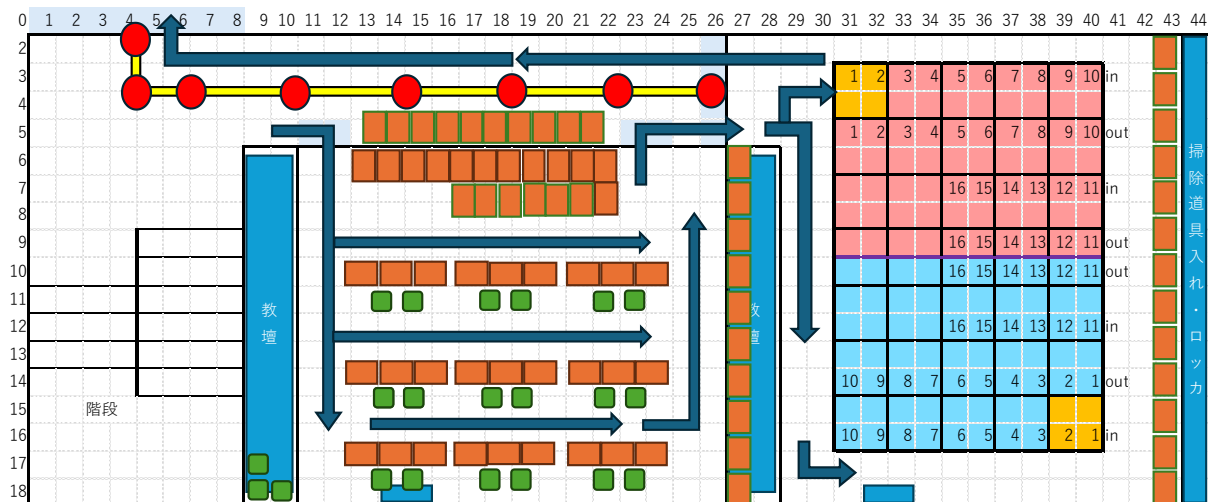 0 1 2 3 4 5 6 7 8 9 10 11 12 13 14 15 16 17 18 19 20 21 22 23 24 25 26 27 28 29 30 31 32 33 34 35 36 37 38 39 40 41 42 43 44
2
3 1 2 3 4 5 6 7 8 9 10 in
4
5 1 2 3 4 5 6 7 8 9 10 out
6
7 16 15 14 13 12 11 in
8
9 16 15 14 13 12 11 out
10 16 15 14 13 12 11 out
11
12 16 15 14 13 12 11 in
13
14 10 9 8 7 6 5 4 3 2 1 out
15
16 10 9 8 7 6 5 4 3 2 1 in
17
18
階段
教壇
教壇
掃除道具入れ・ロッカ